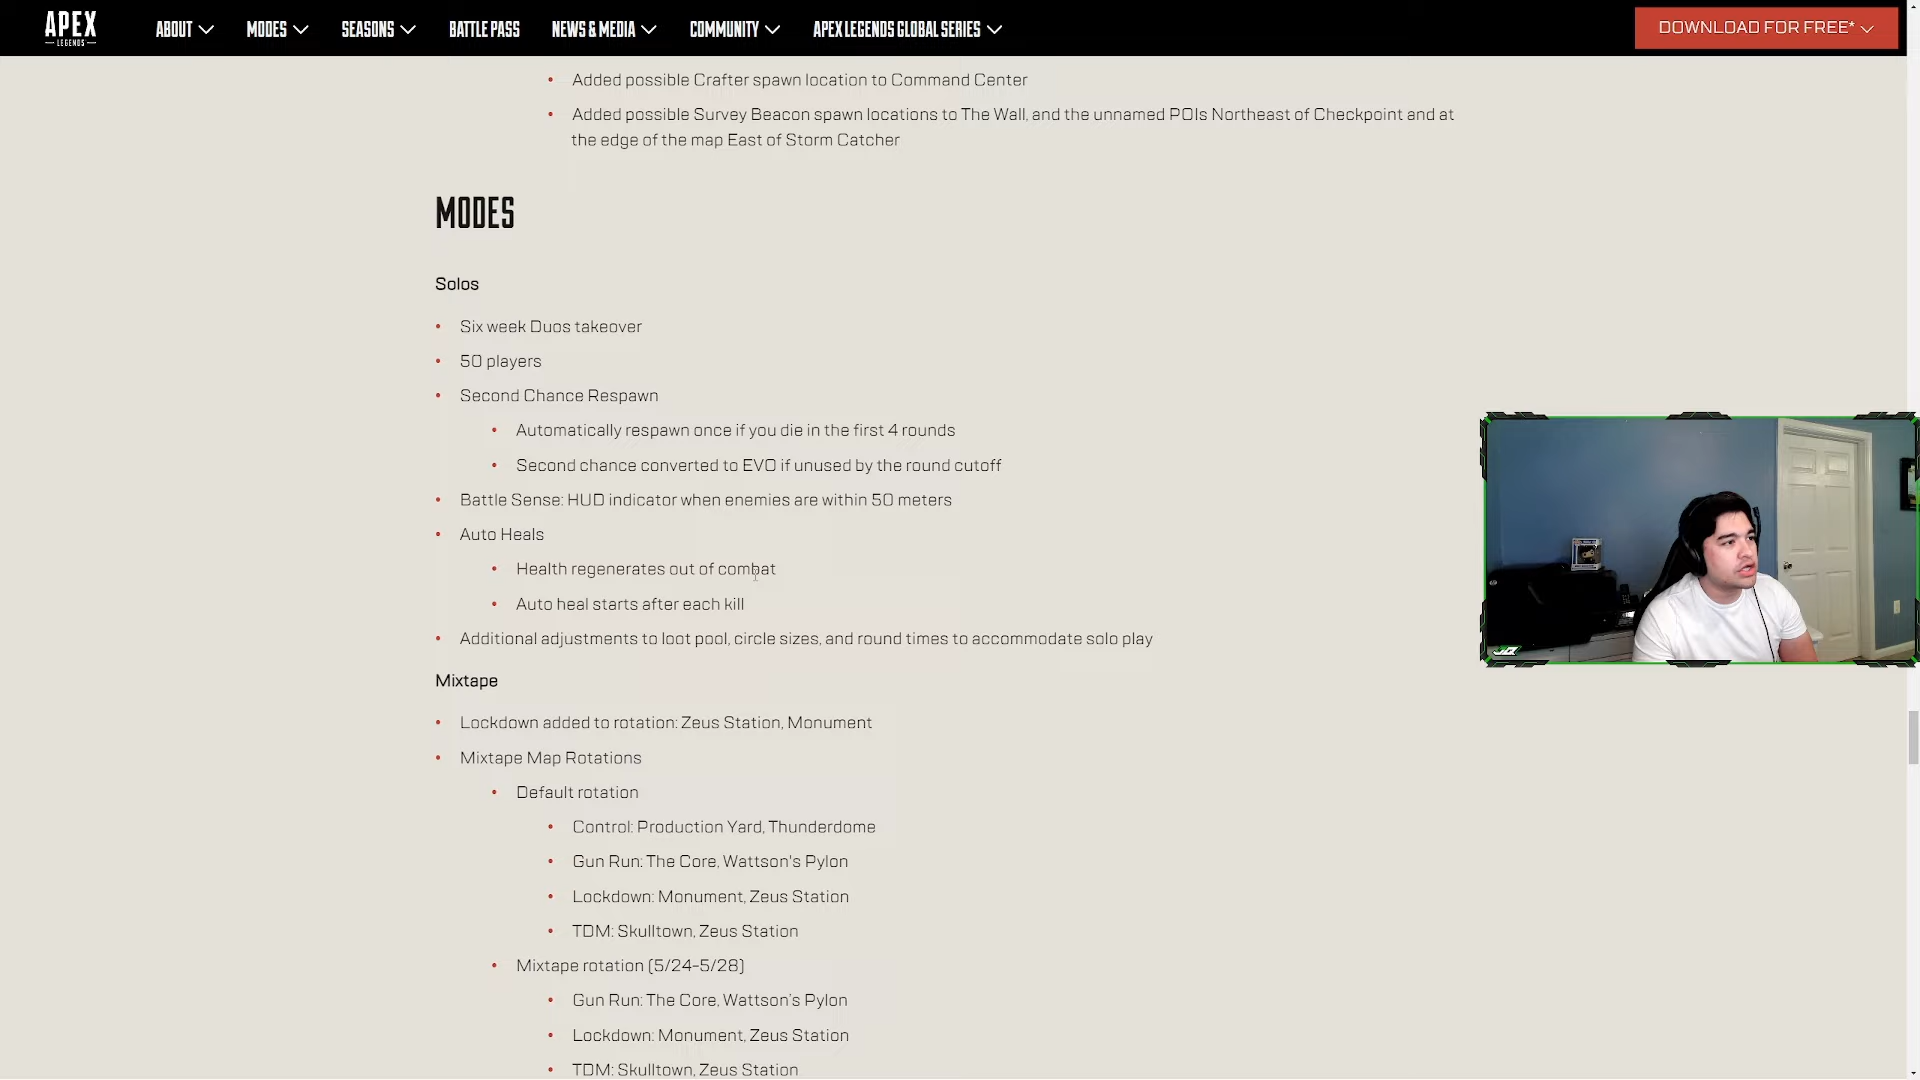 APEX
LEGENDS
ABOUT MODES SEASONS BATTLE PASS NEWS & MEDIA COMMUNITY APEX LEGENDS GLOBAL SERIES DOWNLOAD FOR FREE*
• Added possible Crafter spawn location to Command Center
• Added possible Survey Beacon spawn locations to The Wall, and the unnamed POIs Northeast of Checkpoint and at
the edge of the map East of Storm Catcher
MODES
Solos
• Six week Duos takeover
• 50 players
• Second Chance Respawn
• Automatically respawn once if you die in the first 4 rounds
• Second chance converted to EVO if unused by the round cutoff
• Battle Sense: HUD indicator when enemies are within 50 meters
• Auto Heals
• Health regenerates out of combat
• Auto heal starts after each kill
• Additional adjustments to loot pool, circle sizes, and round times to accommodate solo play
Mixtape
• Lockdown added to rotation: Zeus Station, Monument
• Mixtape Map Rotations
• Default rotation
• Control: Production Yard, Thunderdome
• Gun Run: The Core, Wattson's Pylon
• Lockdown: Monument, Zeus Station
• TDM: Skulltown, Zeus Station
• Mixtape rotation (5/24-5/28)
• Gun Run: The Core, Wattson’s Pylon
• Lockdown: Monument, Zeus Station
• TDM: Skulltown, Zeus Station